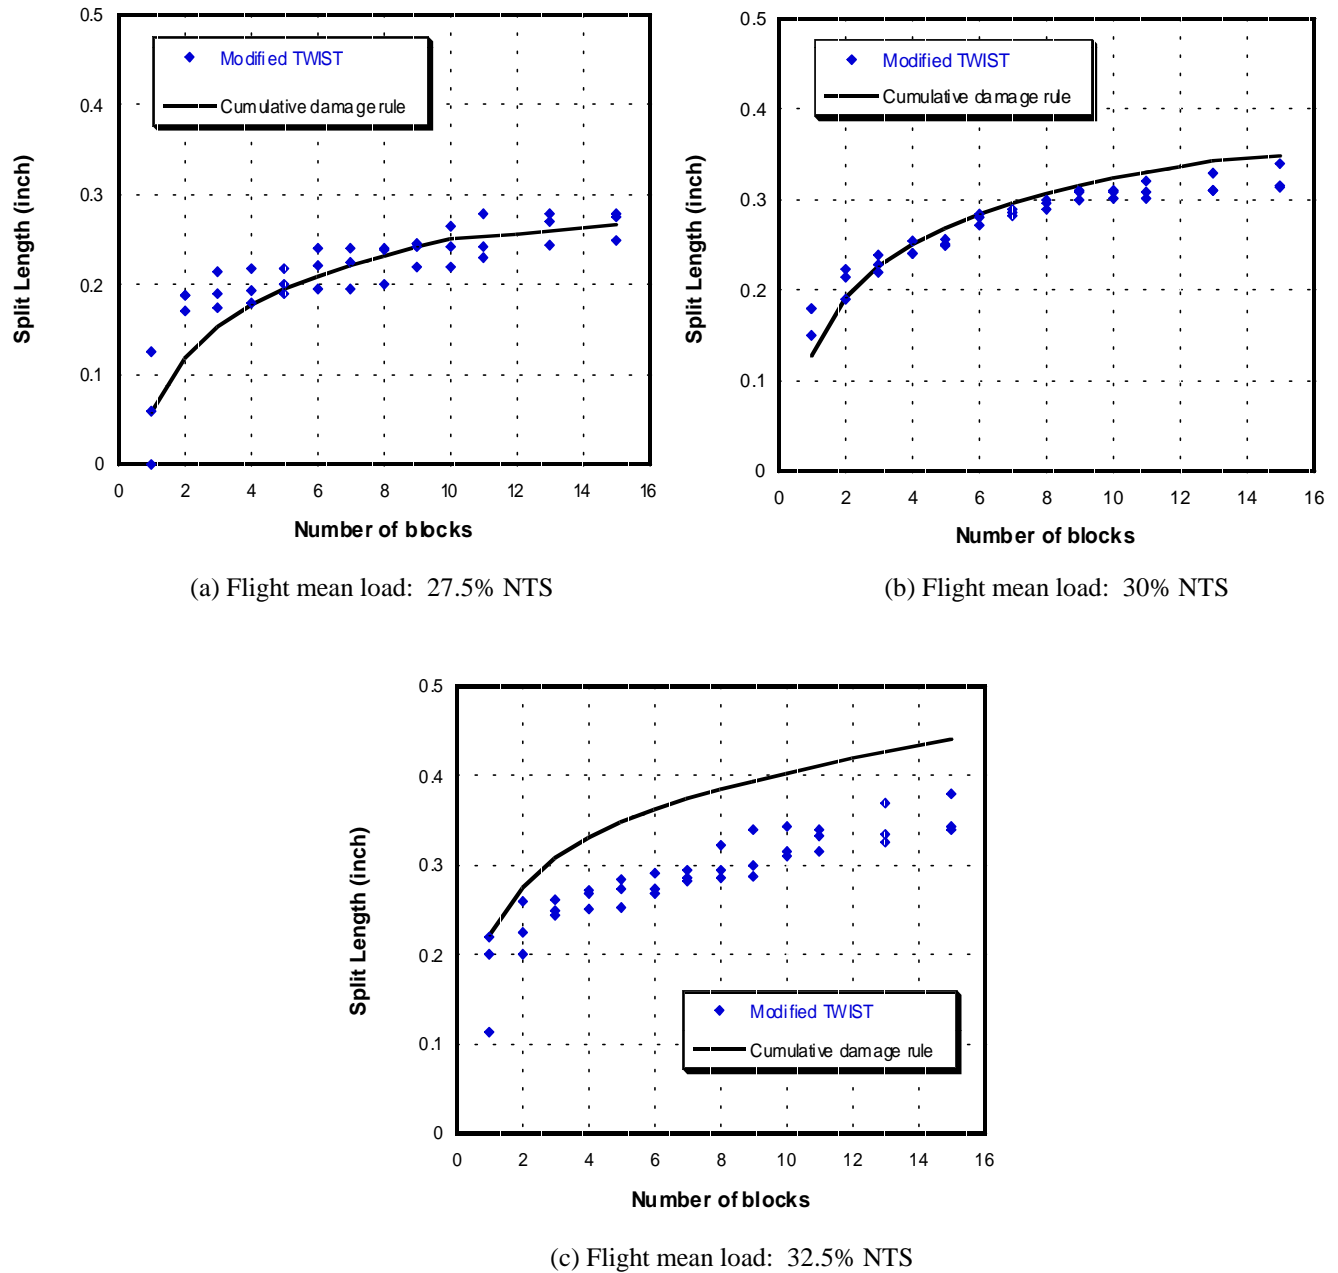 0.5
0.4
0.3
0.2
0.1
0
Split Length (inch)
Modified TWIST
Cumulative damage rule
0 2 4 6 8 10 12 14 16
Number of blocks
(a) Flight mean load: 27.5% NTS
0.5
0.4
0.3
0.2
0.1
0
Split Length (inch)
Modified TWIST
Cumulative damage rule
0 2 4 6 8 10 12 14 16
Number of blocks
(b) Flight mean load: 30% NTS
0.5
0.4
0.3
0.2
0.1
0
Split Length (inch)
Modified TWIST
Cumulative damage rule
0 2 4 6 8 10 12 14 16
Number of blocks
(c) Flight mean load: 32.5% NTS